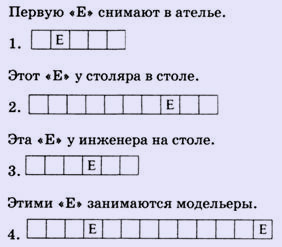 Первую «Е» снимают в ателье.
1. Е
Этот «Е» у столяра в столе.
2. Е
Эта «Е» у инженера на столе.
3. Е
Этими «Е» занимаются модельеры.
4. Е Е